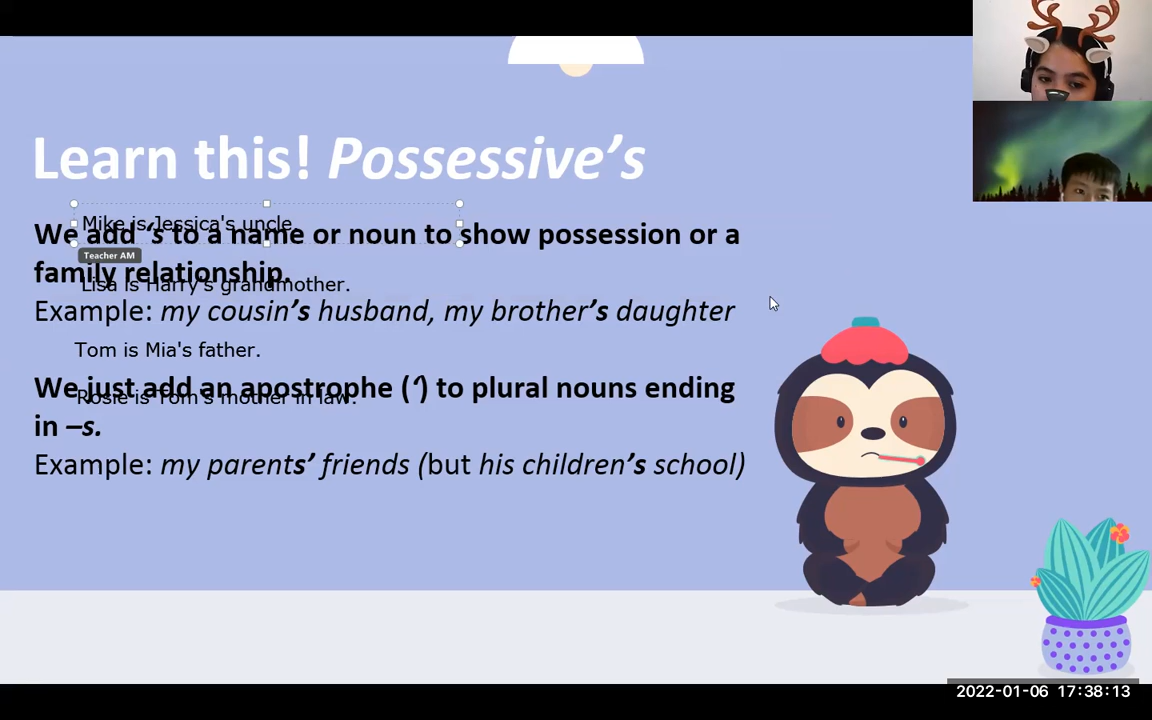 Learn this! Possessive’s
Mike is Jessica's uncle.
We add ‘s to a name or noun to show possession or a
Teacher AM
family relationship.
Lisa is Harry's grandmother.
Example: my cousin’s husband, my brother’s daughter
Tom is Mia's father.
We just add an apostrophe (‘) to plural nouns ending
Rosie is Tom's mother in law.
in –s.
Example: my parents’ friends (but his children’s school)
2022-01-06 17:38:13